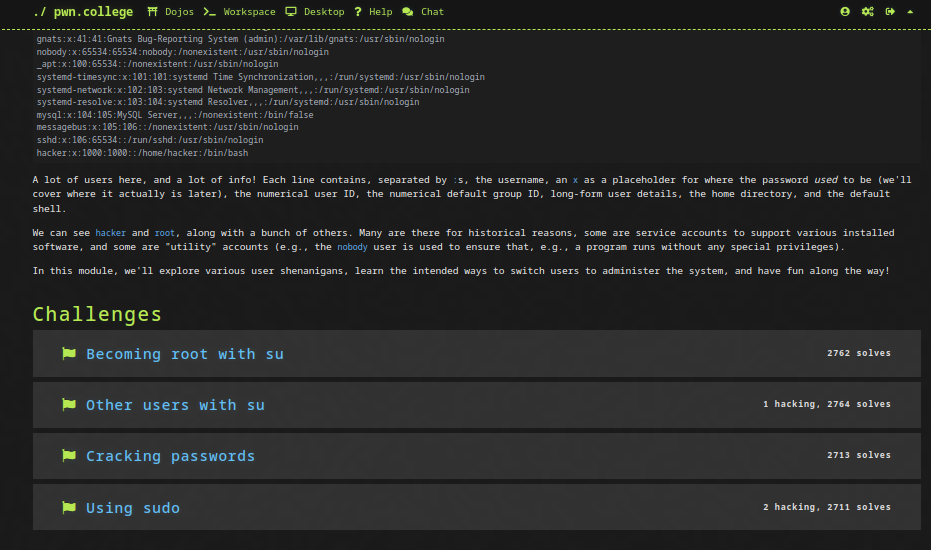 ./ pwn.college Dojos Workspace Desktop Help Chat
gnats:x:41:41:Gnats Bug-Reporting System (admin):/var/lib/gnats:/usr/sbin/nologin
nobody:x:65534:65534:nobody:/nonexistent:/usr/sbin/nologin
_apt:x:100:65534::/nonexistent:/usr/sbin/nologin
systemd-timesync:x:101:101:systemd Time Synchronization,,,:/run/systemd:/usr/sbin/nologin
systemd-network:x:102:103:systemd Network Management,,,:/run/systemd:/usr/sbin/nologin
systemd-resolve:x:103:104:systemd Resolver,,,:/run/systemd:/usr/sbin/nologin
mysql:x:104:105:MySQL Server,,,:/nonexistent:/bin/false
messagebus:x:105:106::/nonexistent:/usr/sbin/nologin
sshd:x:106:65534::/run/sshd:/usr/sbin/nologin
hacker:x:1000:1000::/home/hacker:/bin/bash
A lot of users here, and a lot of info! Each line contains, separated by :s, the username, an x as a placeholder for where the password used to be (we'll
cover where it actually is later), the numerical user ID, the numerical default group ID, long-form user details, the home directory, and the default
shell.
We can see hacker and root, along with a bunch of others. Many are there for historical reasons, some are service accounts to support various installed
software, and some are "utility" accounts (e.g., the nobody user is used to ensure that, e.g., a program runs without any special privileges).
In this module, we'll explore various user shenanigans, learn the intended ways to switch users to administer the system, and have fun along the way!
Challenges
Becoming root with su 2762 solves
Other users with su 1 hacking, 2764 solves
Cracking passwords 2713 solves
Using sudo 2 hacking, 2711 solves